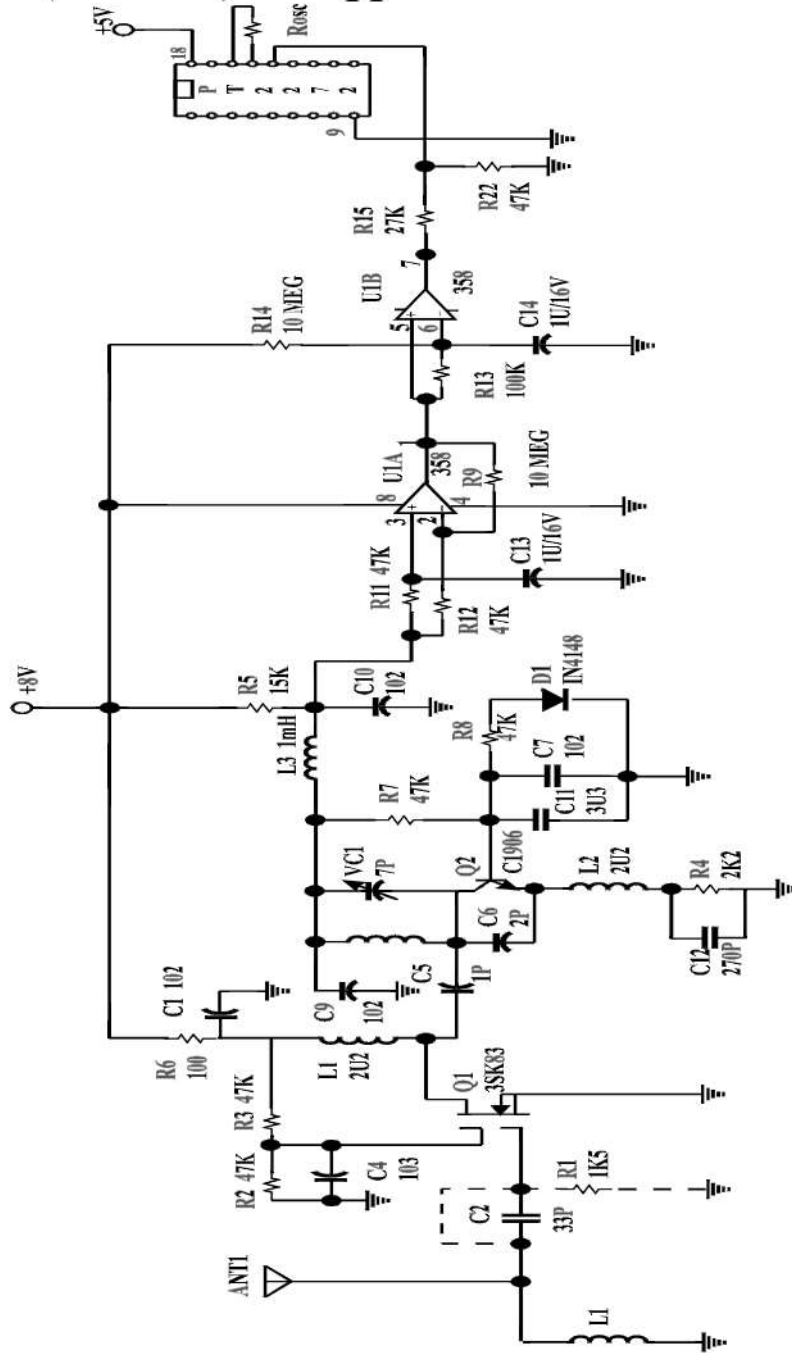 ANT1
L1
C2
33P
R1
1K5
R2 47K
R3 47K
C4
103
R6
100
C1 102
L1
2U2
Q1
3SK83
C5
1P
C9
102
VC1
7P
C6
2P
Q2
C1906
L2
2U2
C12
270P
R4
2K2
R7
47K
L3 1mH
R5
15K
+8V
C10
102
R8
47K
C11
3U3
C7
102
D1
IN4148
R11 47K
R12
47K
C13
1U/16V
3
2
8
4
1
U1A
358
R9
10 MEG
R14
10 MEG
R13
100K
C14
1U/16V
5
6
7
U1B
358
R15
27K
R22
47K
+5V
18
9
P T 2 2 7 2
Rosc